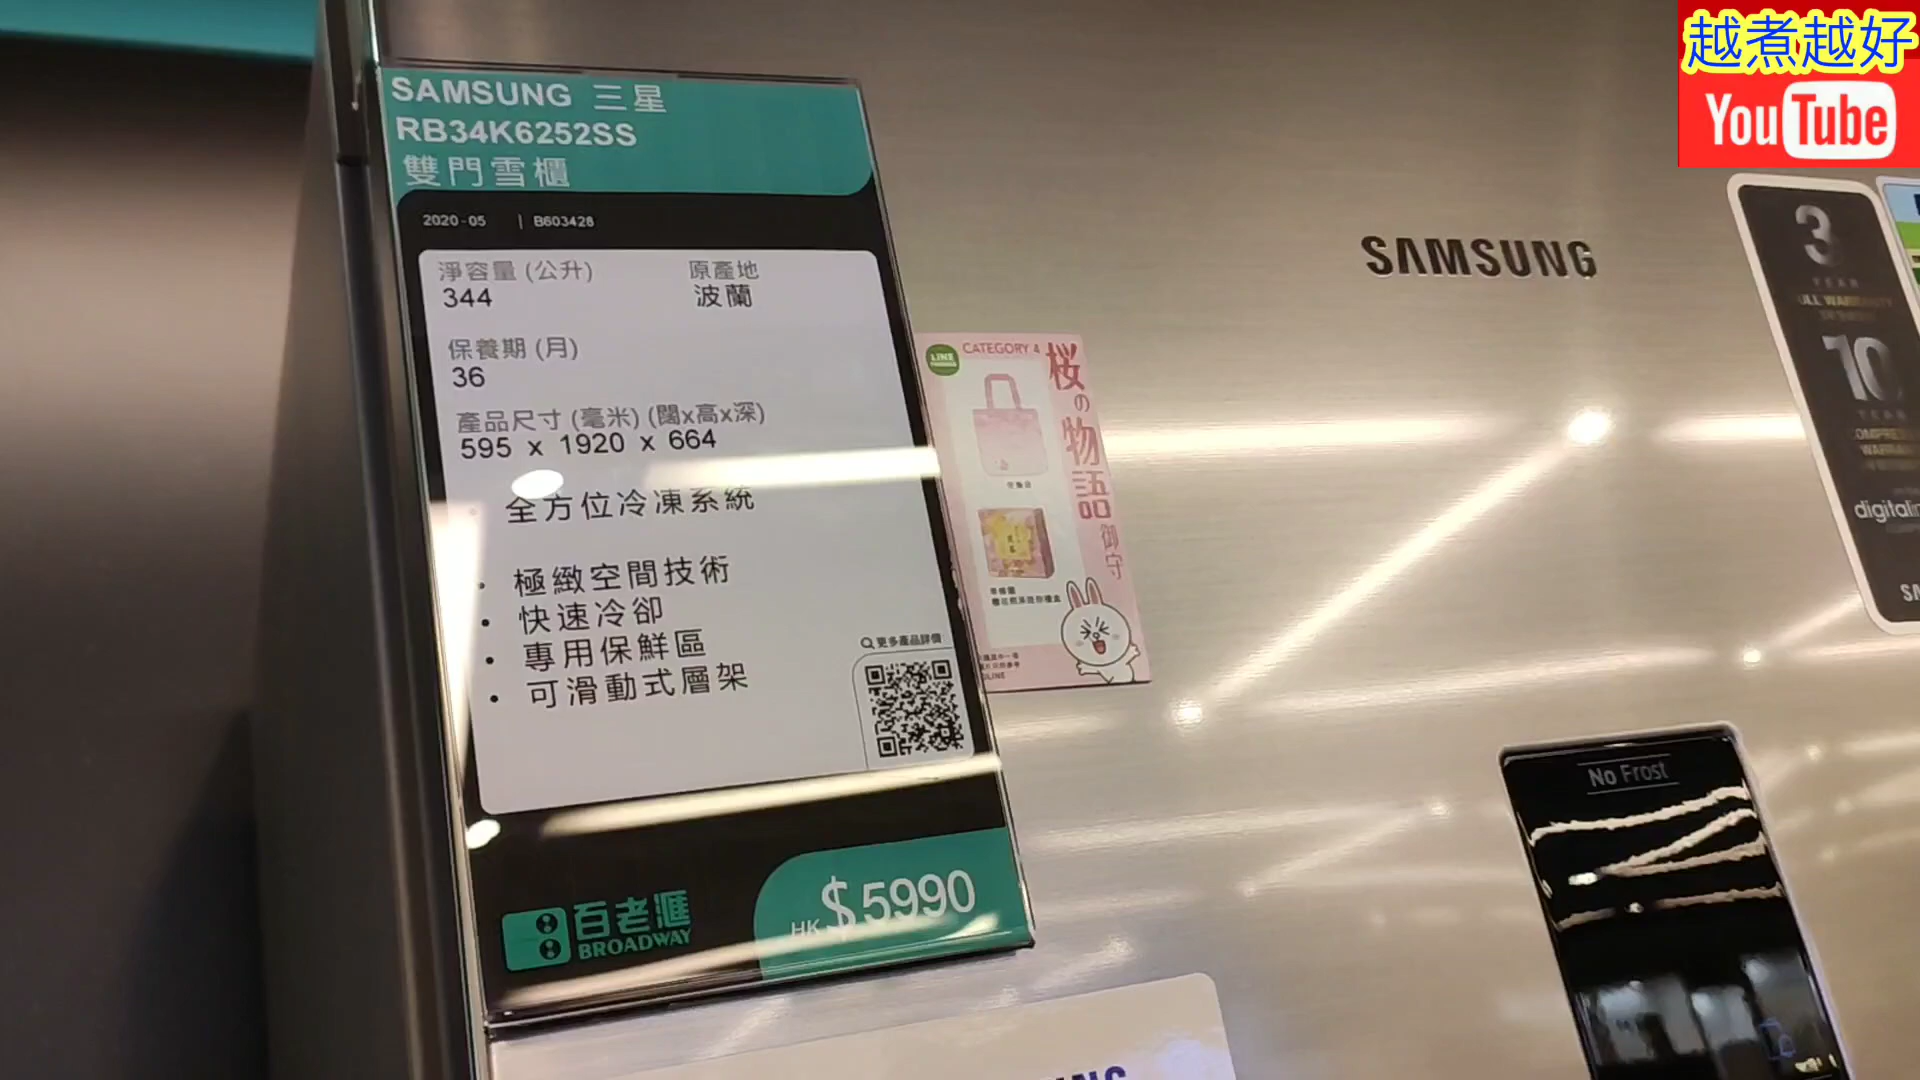 越煮越好
YouTube
SAMSUNG 三星
RB34K6252SS
雙門雪櫃
2020-05 | B603428
淨容量 (公升)
344
原產地
波蘭
保養期 (月)
36
產品尺寸 (毫米) (闊x高x深)
595 x 1920 x 664
全方位冷凍系統
• 極緻空間技術
• 快速冷卻
• 專用保鮮區
• 可滑動式層架
更多產品評價
百老滙
BROADWAY
HK$5990
LINE
CATEGORY 4
桜の物語
御守
SAMSUNG
3
YEAR
10
YEAR
No Frost